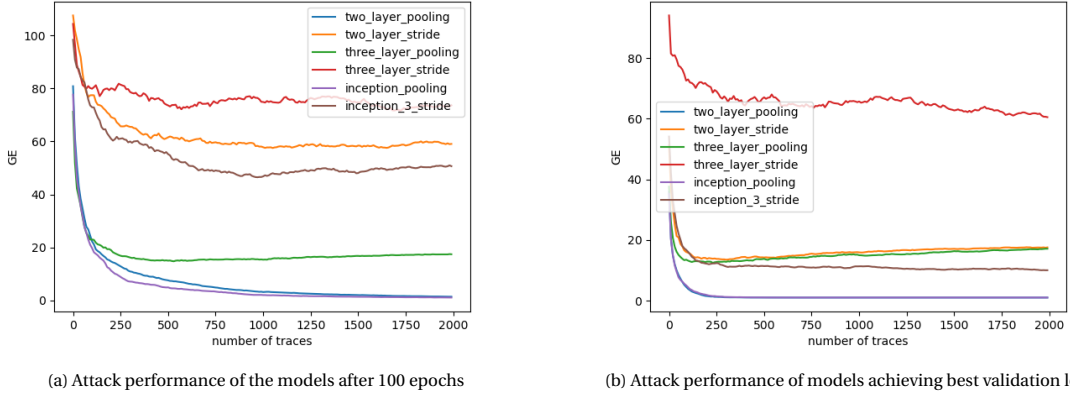 100
80
60
40
20
0
GE
0
250
500
750
1000
1250
1500
1750
2000
number of traces
two_layer_pooling
two_layer_stride
three_layer_pooling
three_layer_stride
inception_pooling
inception_3_stride
(a) Attack performance of the models after 100 epochs
80
60
40
20
0
GE
0
250
500
750
1000
1250
1500
1750
2000
number of traces
two_layer_pooling
two_layer_stride
three_layer_pooling
three_layer_stride
inception_pooling
inception_3_stride
(b) Attack performance of models achieving best validation